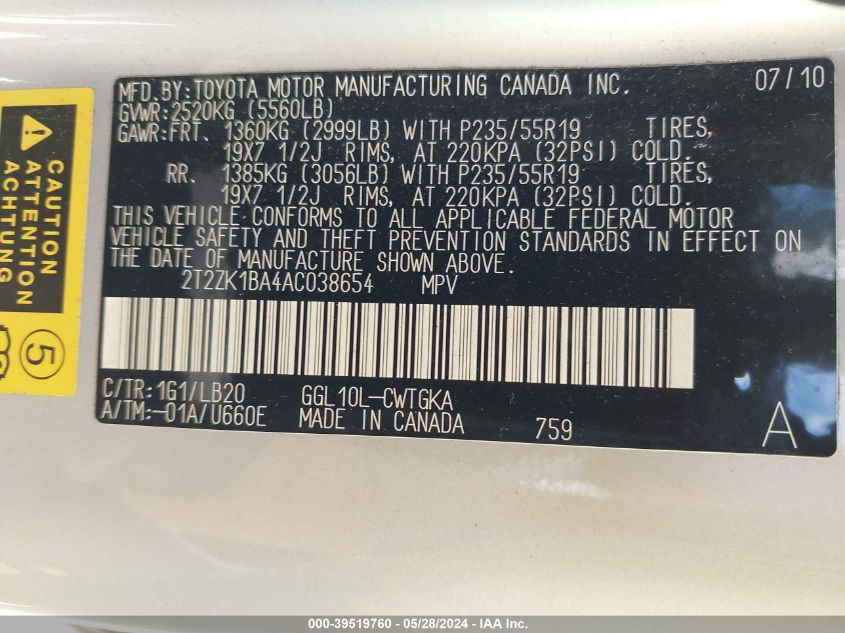 MFD. BY: TOYOTA MOTOR MANUFACTURING CANADA INC. 07/10
GVWR: 2520KG (5560LB)
GAWR: FRT. 1360KG (2999LB) WITH P235/55R19 TIRES,
19X7 1/2J RIMS, AT 220KPA (32PSI) COLD.
RR. 1385KG (3056LB) WITH P235/55R19 TIRES,
19X7 1/2J RIMS, AT 220KPA (32PSI) COLD.
THIS VEHICLE CONFORMS TO ALL APPLICABLE FEDERAL MOTOR
VEHICLE SAFETY AND THEFT PREVENTION STANDARDS IN EFFECT ON
THE DATE OF MANUFACTURE SHOWN ABOVE.
2T2ZK1BA4AC038654 MPV
C/TR: 1G1/LB20 GGL10L-CWTGKA
A/TM: -01A/U660E MADE IN CANADA 759 A
CAUTION
ATTENTION
ACHTUNG
5
000-39519760 - 05/28/2024 - IAA Inc.